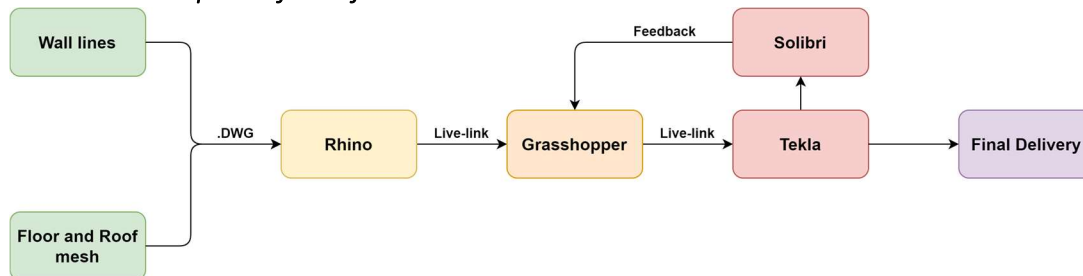 Wall lines
Feedback
Solibri
.DWG
Rhino
Live-link
Grasshopper
Live-link
Tekla
Final Delivery
Floor and Roof
mesh